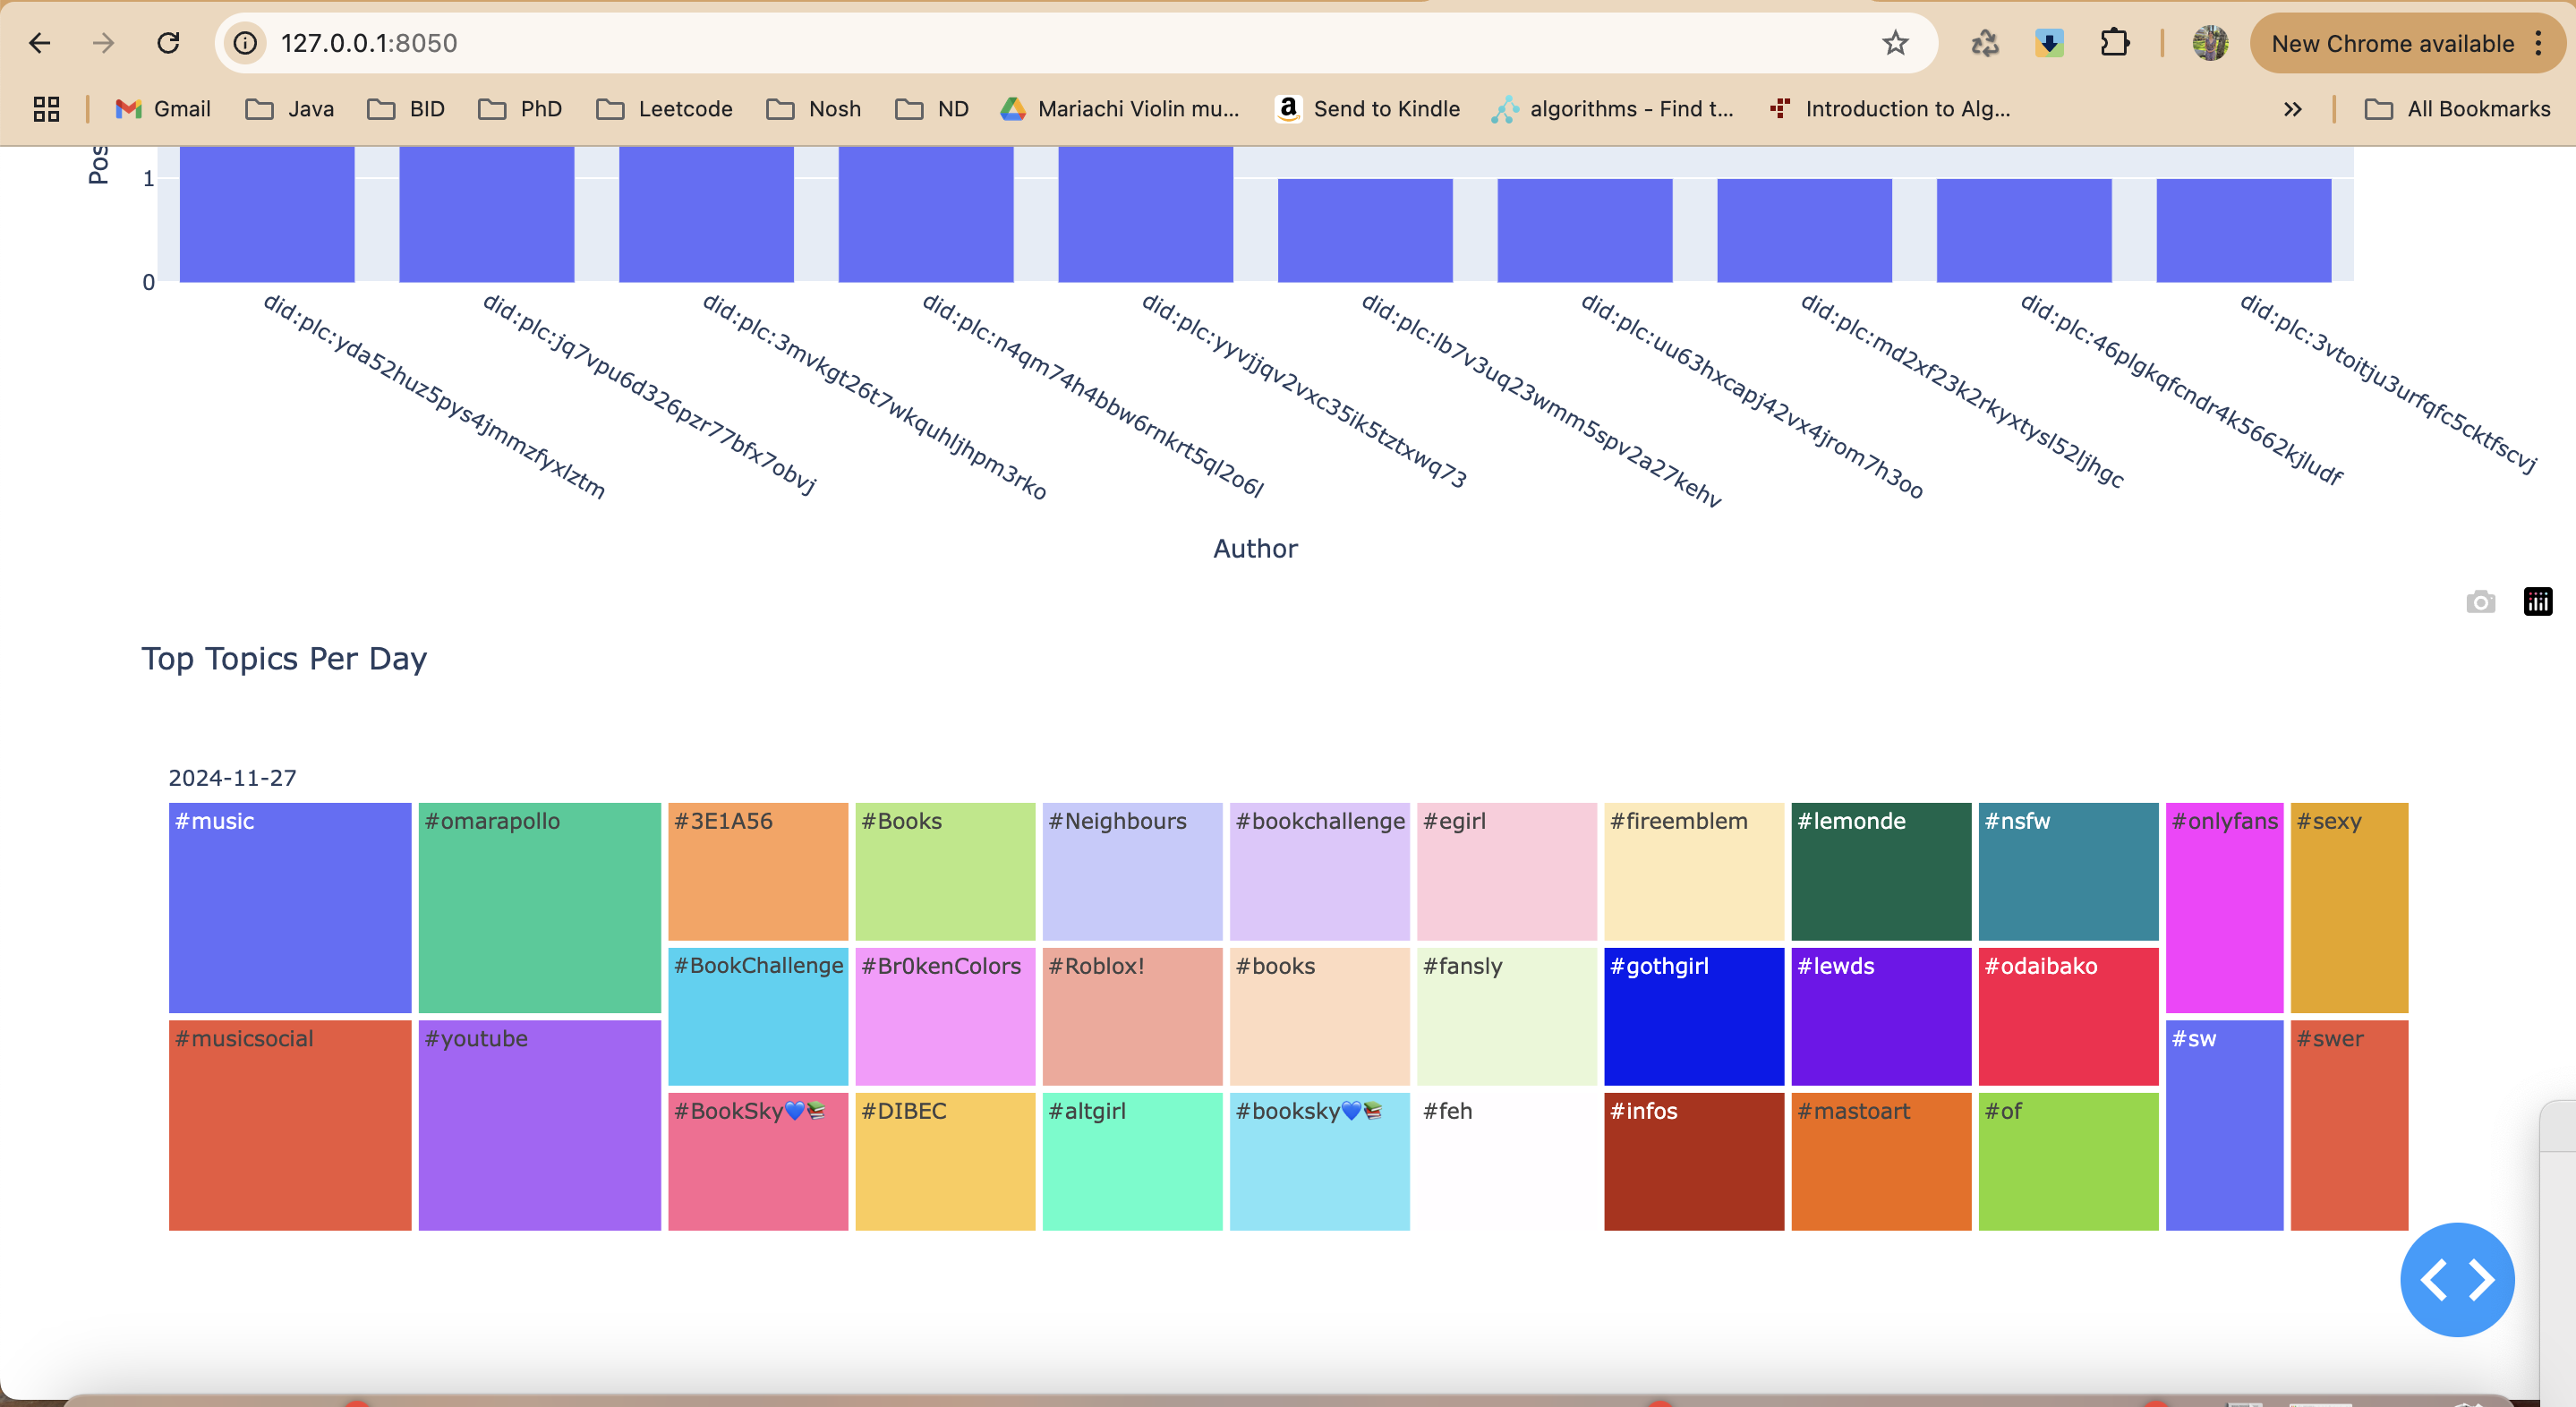 127.0.0.1:8050
New Chrome available
Gmail
Java
BID
PhD
Leetcode
Nosh
ND
Mariachi Violin mu...
Send to Kindle
algorithms - Find t...
Introduction to Alg...
»
All Bookmarks
Pos
1
0
did:plc:yda52huz5pys4jmmzfyxlztm
did:plc:jq7vpu6d326pzr77bfx7obvj
did:plc:3mvkgt26t7wkquhljhpm3rko
did:plc:n4qm74h4bbw6rnkrt5ql2o6l
did:plc:yyvjjqv2vxc35ik5tztxwq73
did:plc:lb7v3uq23wmm5spv2a27kehv
did:plc:uu63hxcapj42vx4jrom7h3oo
did:plc:md2xf23k2rkyxtysl52ljhgc
did:plc:46plgkqfcndr4k5662kjludf
did:plc:3vtoitju3urfqfc5cktfscvj
Author
Top Topics Per Day
2024-11-27
#music
#omarapollo
#3E1A56
#Books
#Neighbours
#bookchallenge
#egirl
#fireemblem
#lemonde
#nsfw
#onlyfans
#sexy
#BookChallenge
#Br0kenColors
#Roblox!
#books
#fansly
#gothgirl
#lewds
#odaibako
#musicsocial
#youtube
#sw
#swer
#BookSky💙📚
#DIBEC
#altgirl
#booksky💙📚
#feh
#infos
#mastoart
#of